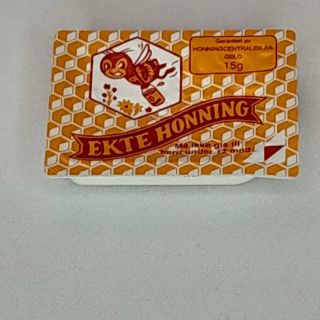 Garantert av
HONNINGCENTRALEN A/L
OSLO
15g
EKTE HONNING
Må ikke gis til
barn under 12 mnd.